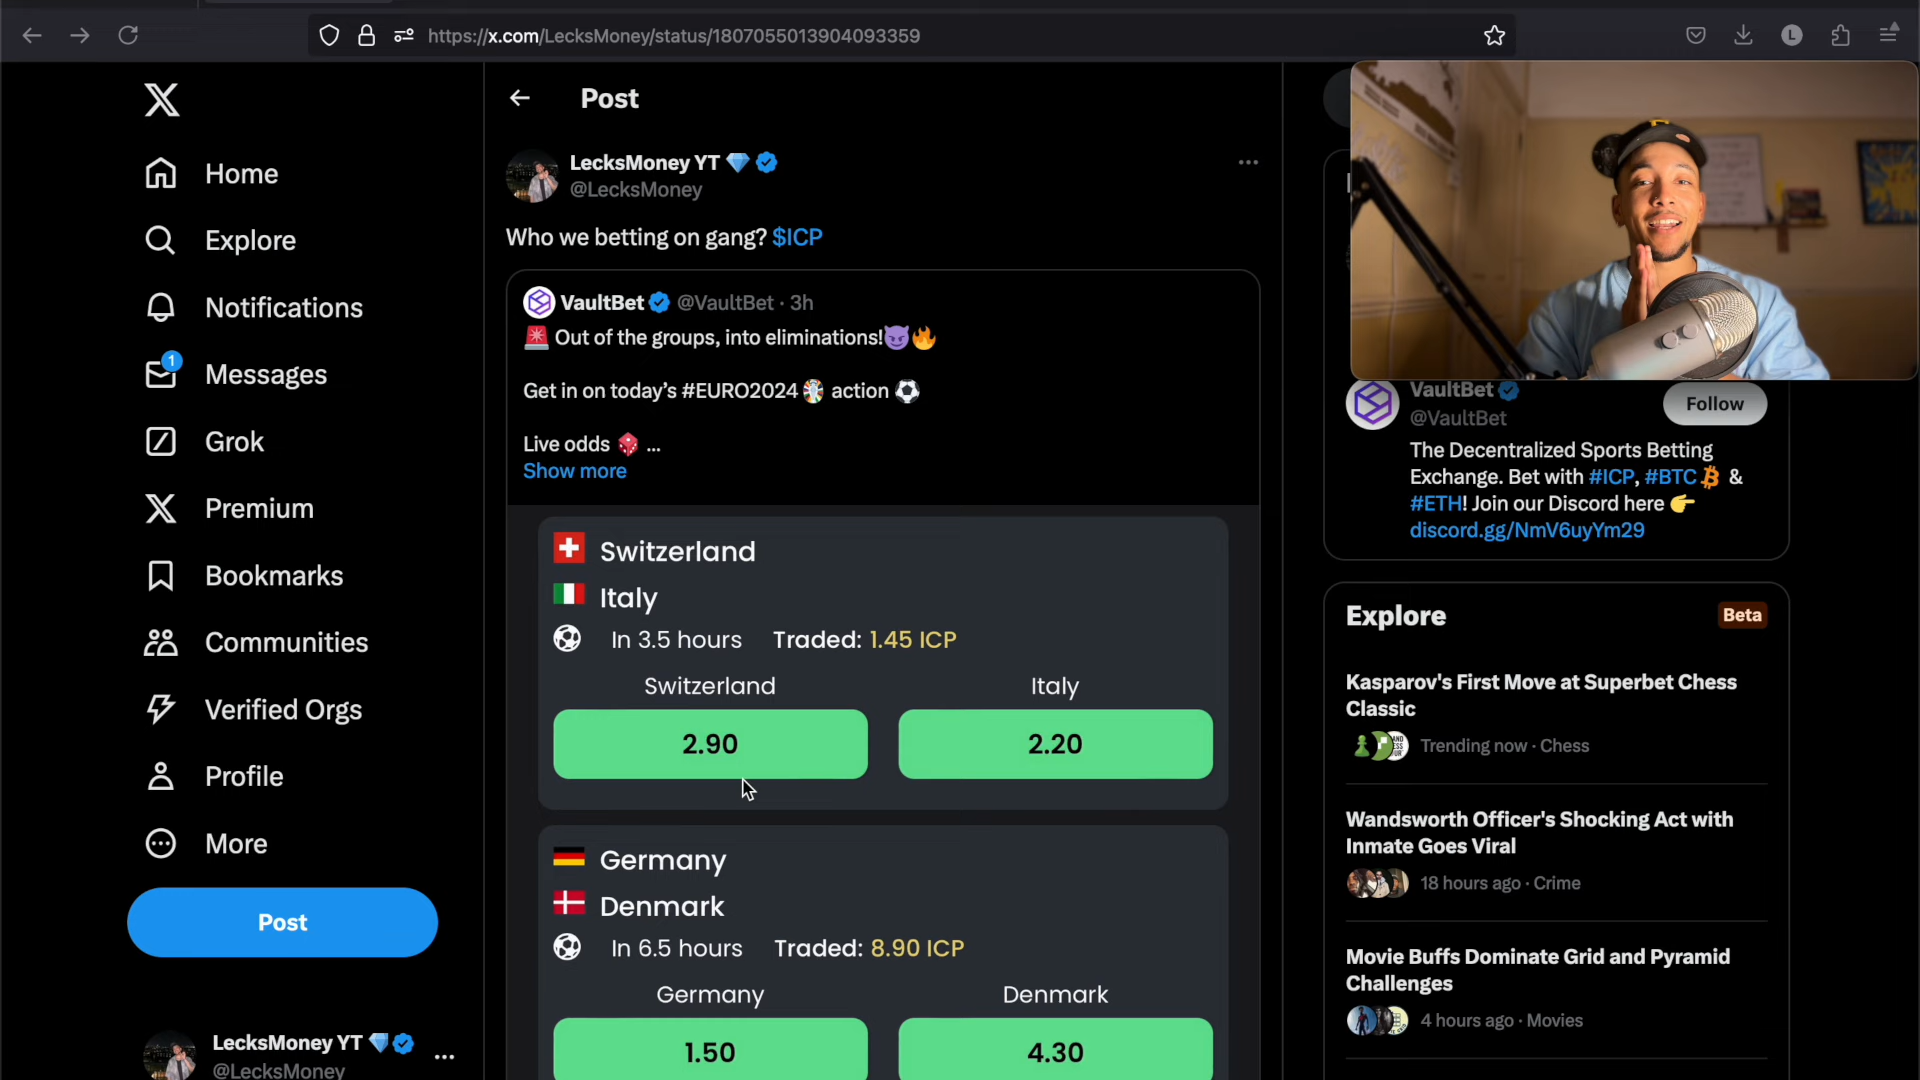 https://x.com/LecksMoney/status/1807055013904093359
L
Home
Explore
Notifications
1
Messages
Grok
Premium
Bookmarks
Communities
Verified Orgs
Profile
More
Post
LecksMoney YT
@LecksMoney
Post
LecksMoney YT
@LecksMoney
Who we betting on gang? $ICP
VaultBet @VaultBet · 3h
Out of the groups, into eliminations!
Get in on today's #EURO2024 action
Live odds ...
Show more
Switzerland
Italy
In 3.5 hours Traded: 1.45 ICP
Switzerland Italy
2.90 2.20
Germany
Denmark
In 6.5 hours Traded: 8.90 ICP
Germany Denmark
1.50 4.30
VaultBet
@VaultBet
Follow
The Decentralized Sports Betting
Exchange. Bet with #ICP, #BTC &
#ETH! Join our Discord here
discord.gg/NmV6uyYm29
Explore
Beta
Kasparov's First Move at Superbet Chess
Classic
Trending now · Chess
Wandsworth Officer's Shocking Act with
Inmate Goes Viral
18 hours ago · Crime
Movie Buffs Dominate Grid and Pyramid
Challenges
4 hours ago · Movies